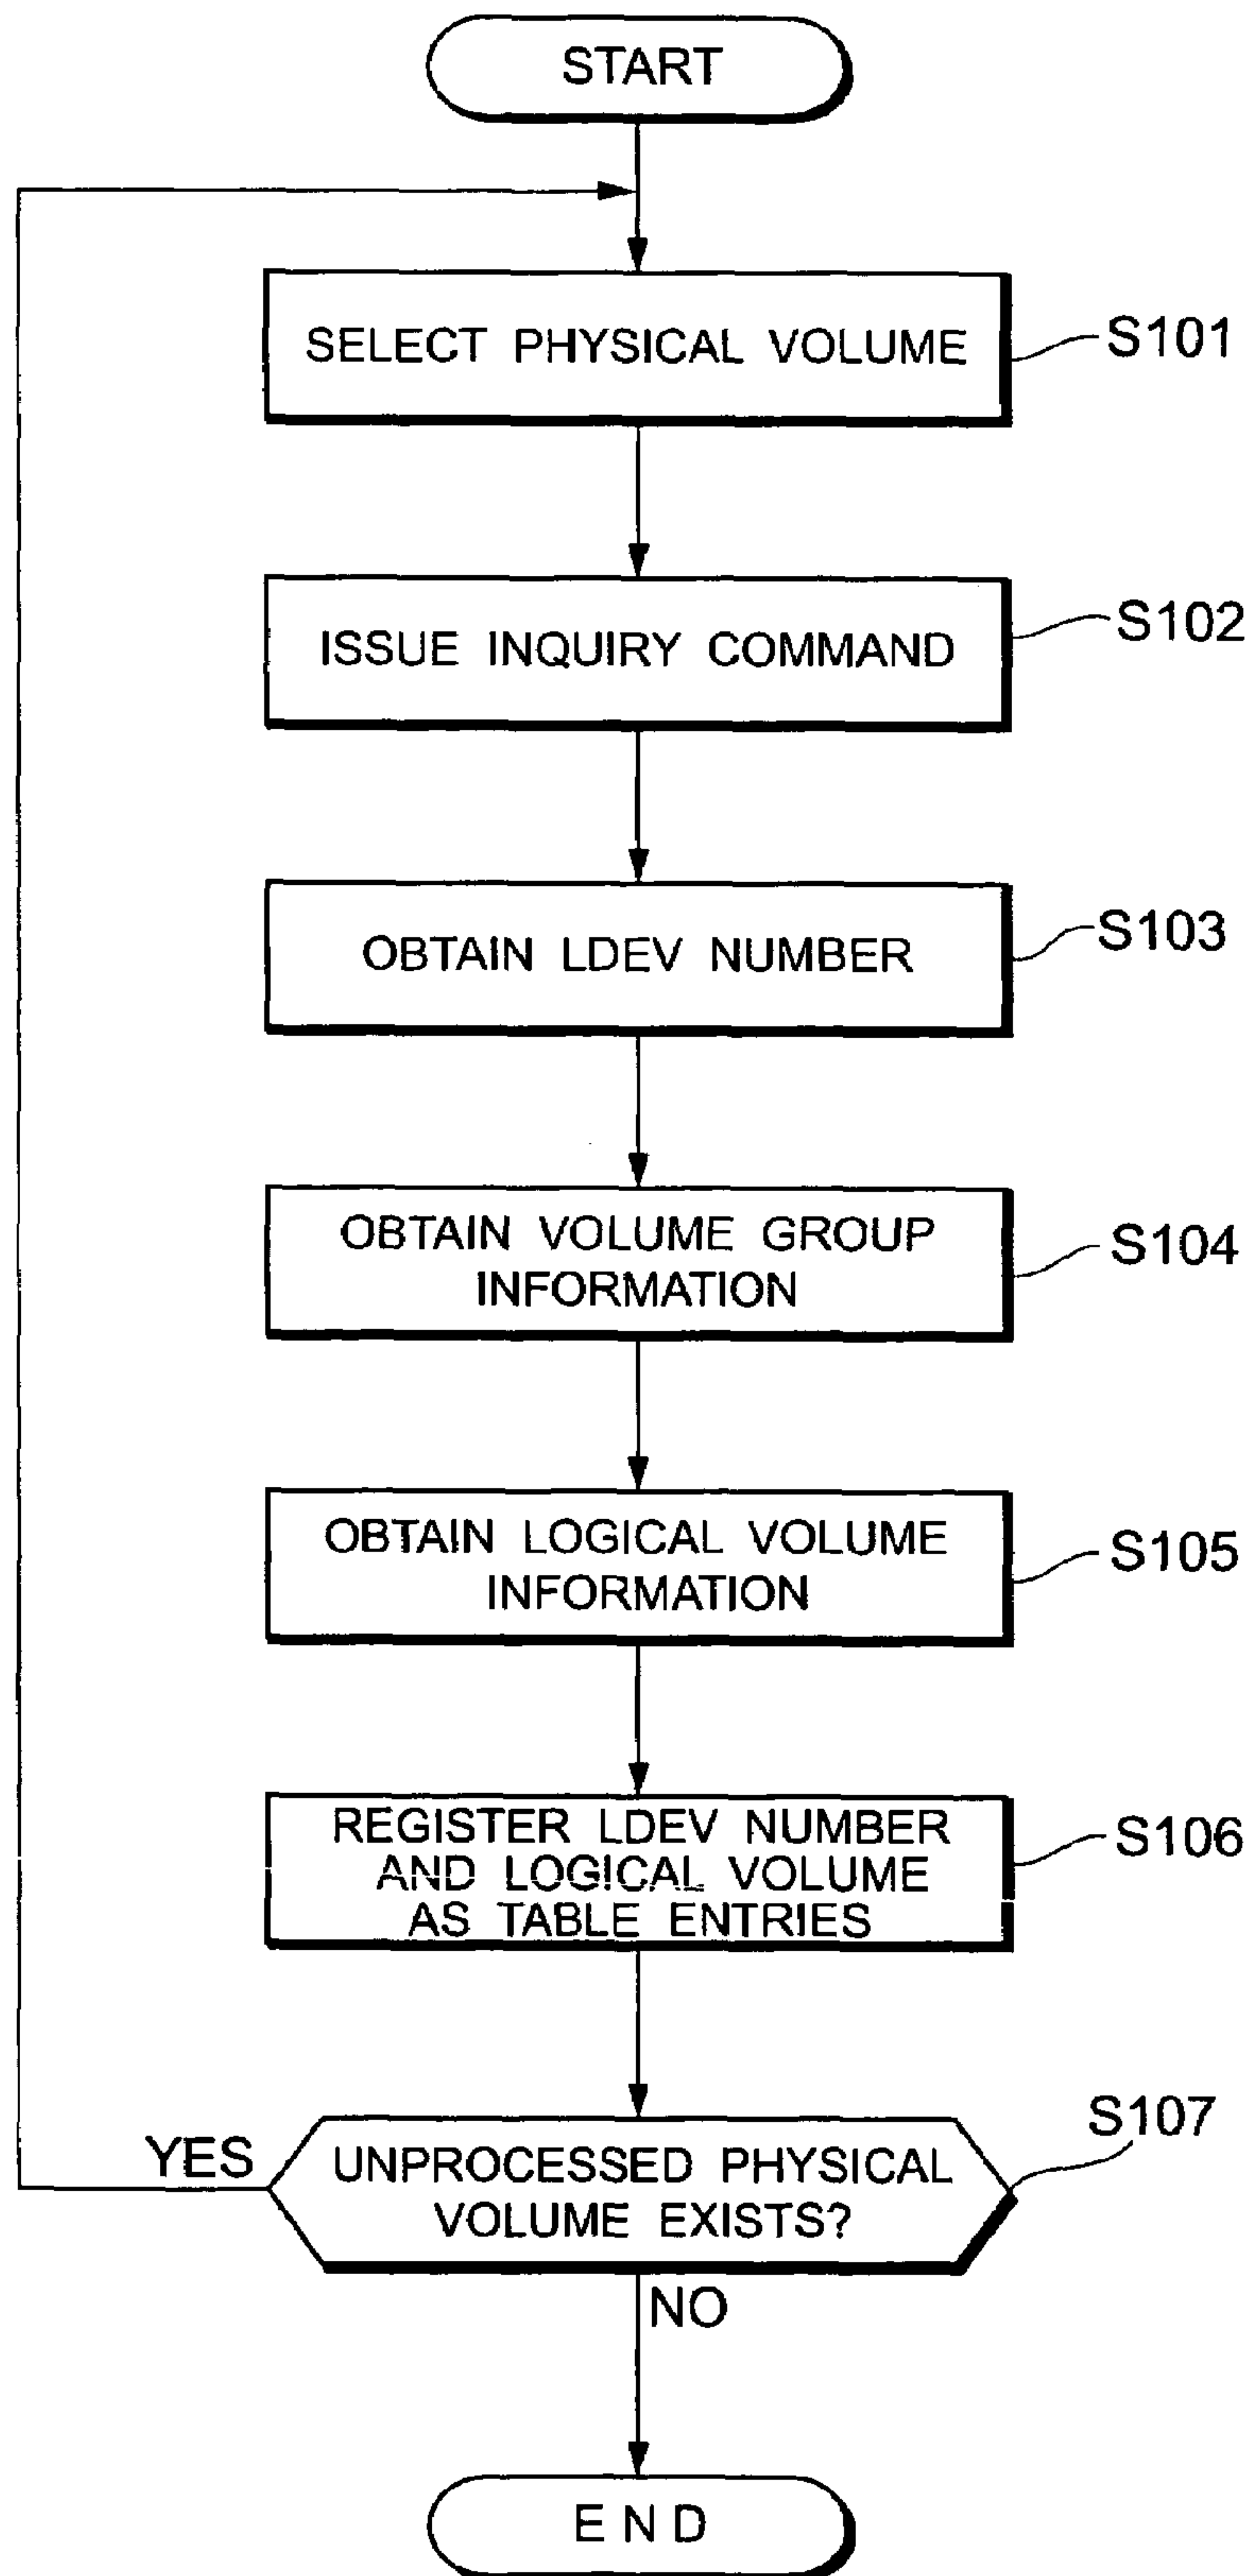 START
SELECT PHYSICAL VOLUME
S101
ISSUE INQUIRY COMMAND
S102
OBTAIN LDEV NUMBER
S103
OBTAIN VOLUME GROUP
INFORMATION
S104
OBTAIN LOGICAL VOLUME
INFORMATION
S105
REGISTER LDEV NUMBER
AND LOGICAL VOLUME
AS TABLE ENTRIES
S106
S107
YES
UNPROCESSED PHYSICAL
VOLUME EXISTS?
NO
END